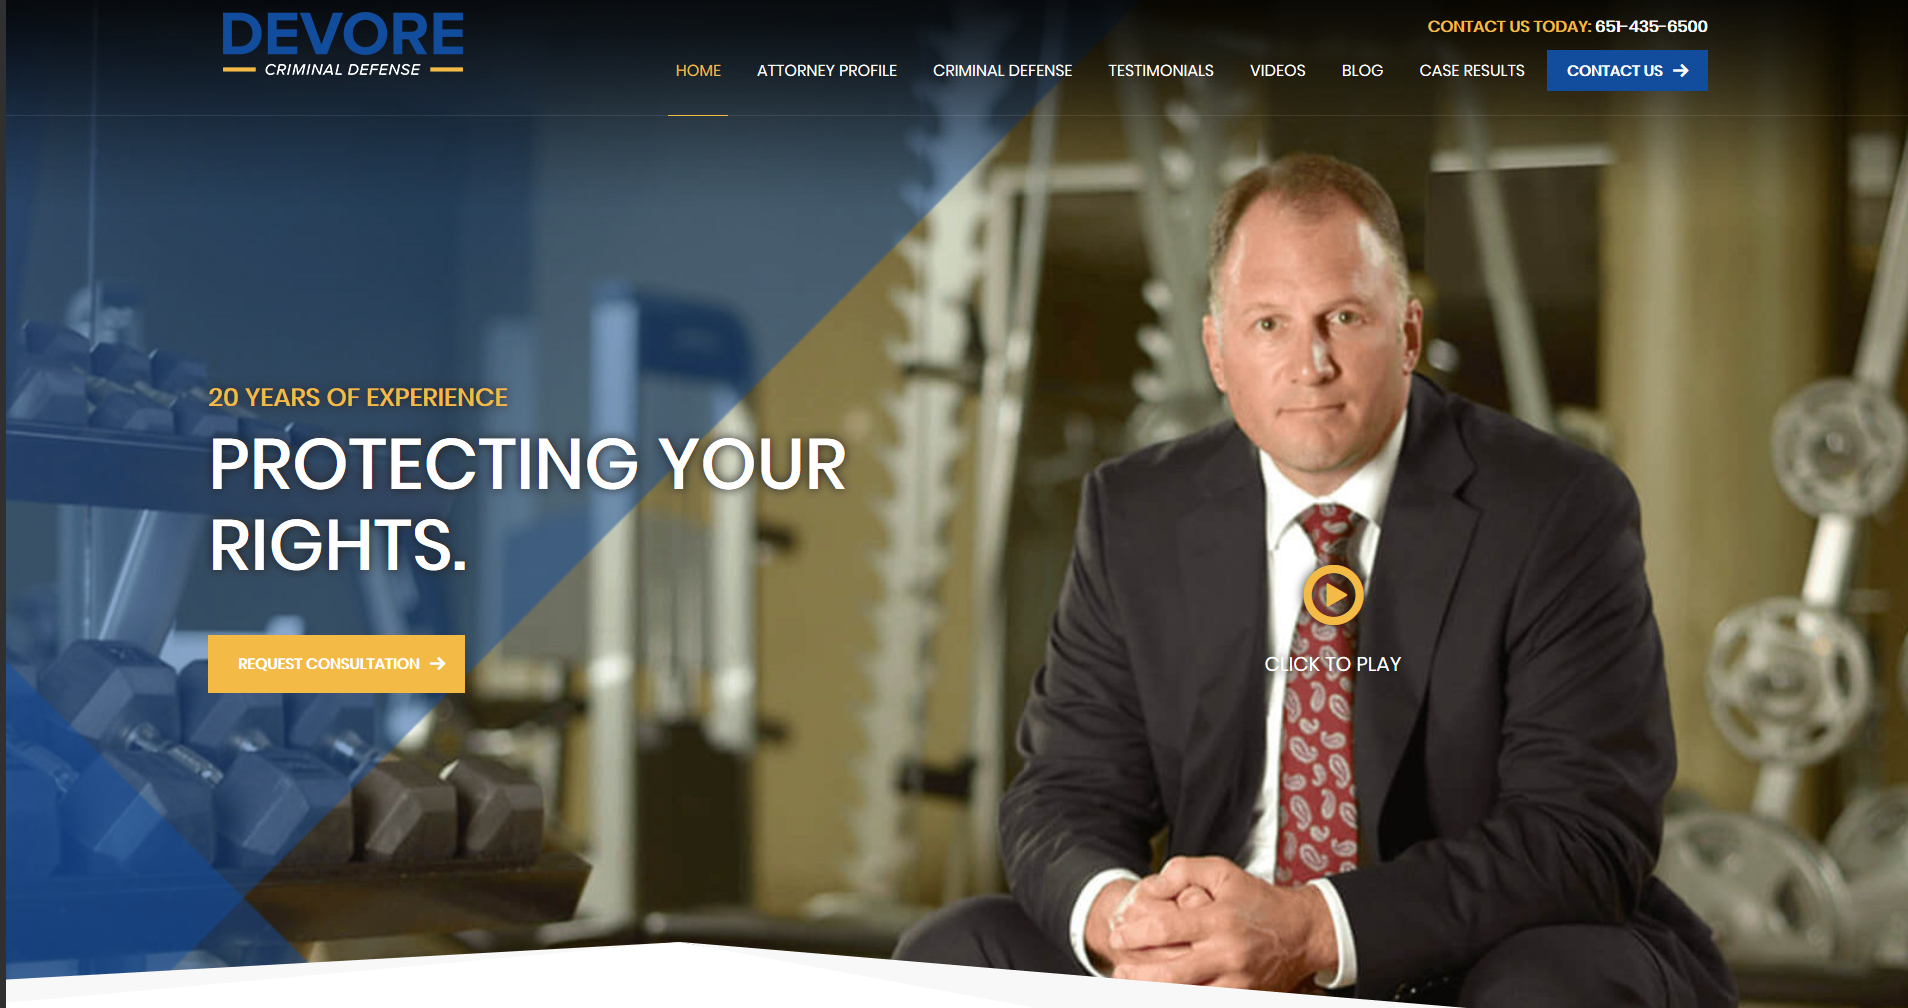 DEVORE
CRIMINAL DEFENSE
CONTACT US TODAY: 651-435-6500
HOME ATTORNEY PROFILE CRIMINAL DEFENSE TESTIMONIALS VIDEOS BLOG CASE RESULTS CONTACT US →
20 YEARS OF EXPERIENCE
PROTECTING YOUR
RIGHTS.
REQUEST CONSULTATION →
CLICK TO PLAY